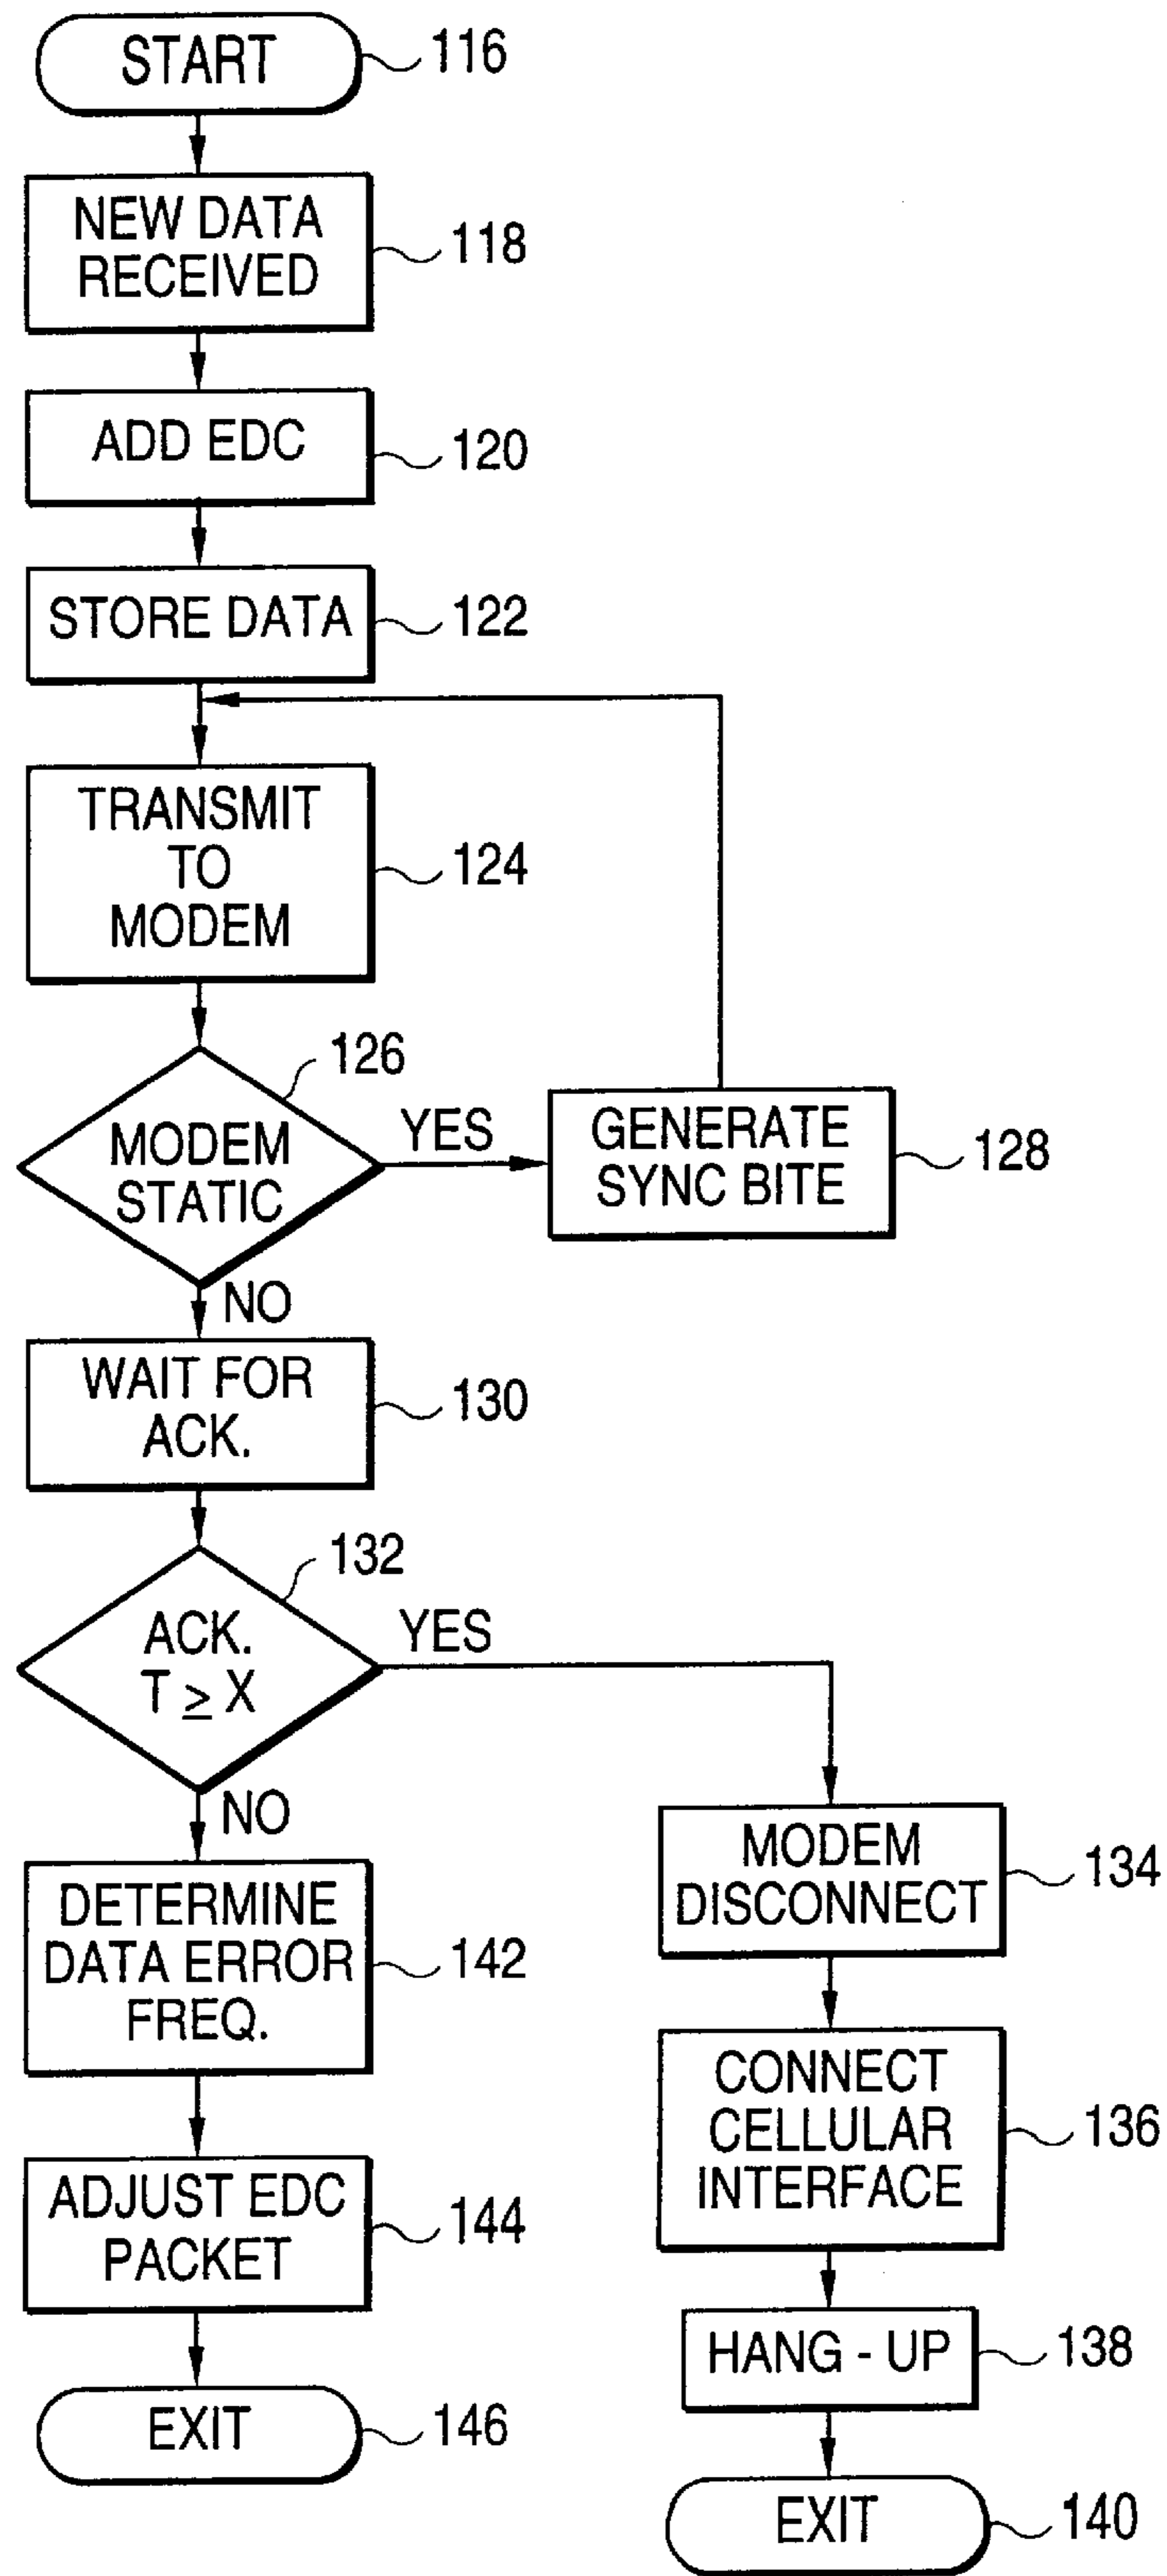 START
116
NEW DATA
RECEIVED
118
ADD EDC
120
STORE DATA
122
TRANSMIT
TO
MODEM
124
126
MODEM
STATIC
YES
GENERATE
SYNC BITE
128
NO
WAIT FOR
ACK.
130
132
ACK.
T ≥ X
YES
NO
MODEM
DISCONNECT
134
DETERMINE
DATA ERROR
FREQ.
142
CONNECT
CELLULAR
INTERFACE
136
ADJUST EDC
PACKET
144
HANG - UP
138
EXIT
146
EXIT
140